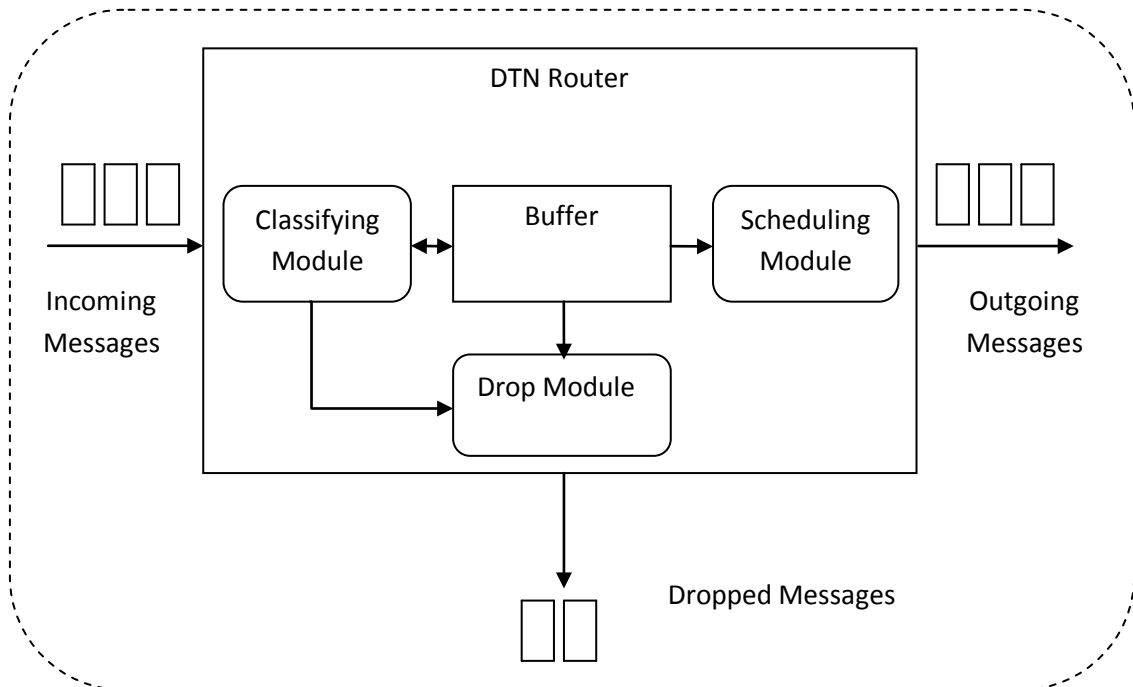 DTN Router
Classifying
Module
Buffer
Scheduling
Module
Incoming
Messages
Outgoing
Messages
Drop Module
Dropped Messages